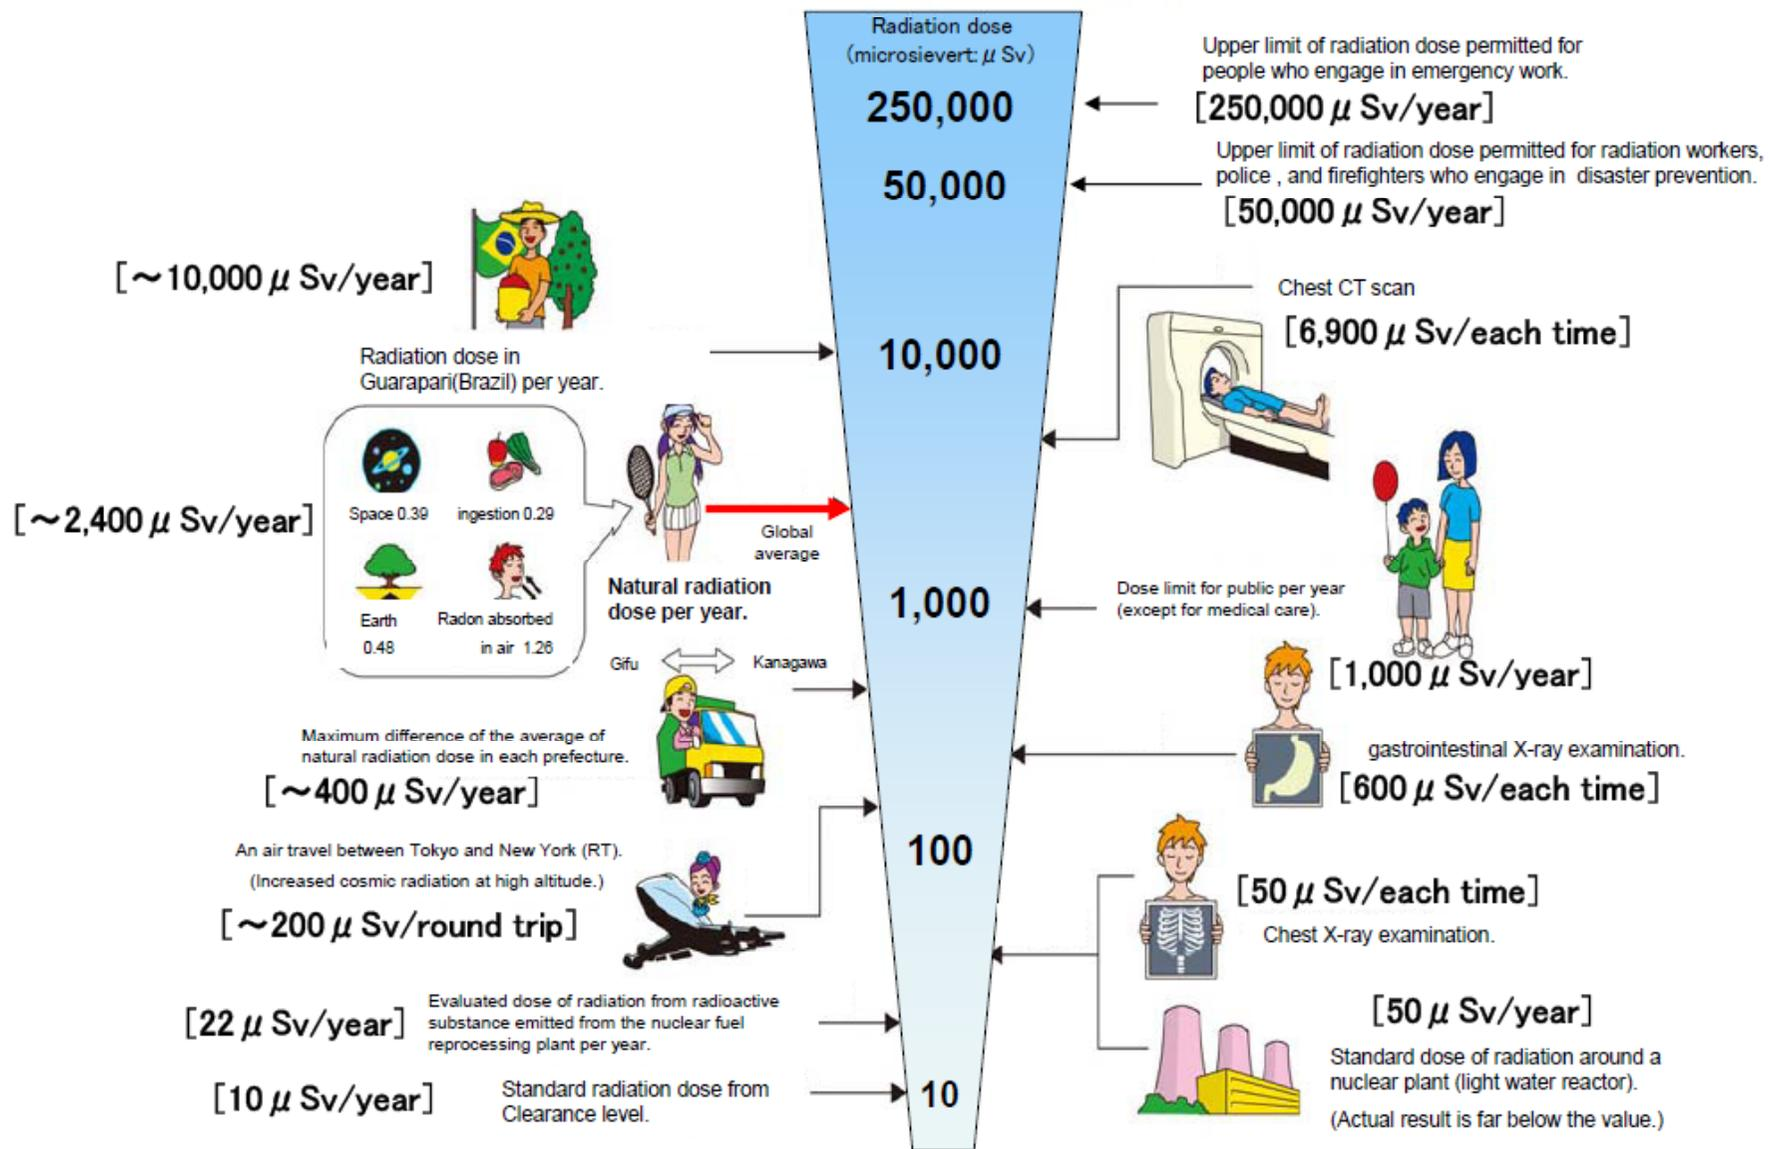 Radiation dose
(microsievert: μ Sv)
250,000
50,000
10,000
1,000
100
10
[~10,000 μ Sv/year]
Radiation dose in
Guarapari(Brazil) per year.
[~2,400 μ Sv/year]
Space 0.39
ingestion 0.29
Earth
0.48
Radon absorbed
in air 1.26
Global
average
Natural radiation
dose per year.
Gifu
Kanagawa
Maximum difference of the average of
natural radiation dose in each prefecture.
[~400 μ Sv/year]
An air travel between Tokyo and New York (RT).
(Increased cosmic radiation at high altitude.)
[~200 μ Sv/round trip]
[22 μ Sv/year]
Evaluated dose of radiation from radioactive
substance emitted from the nuclear fuel
reprocessing plant per year.
[10 μ Sv/year]
Standard radiation dose from
Clearance level.
Upper limit of radiation dose permitted for
people who engage in emergency work.
[250,000 μ Sv/year]
Upper limit of radiation dose permitted for radiation workers,
police , and firefighters who engage in disaster prevention.
[50,000 μ Sv/year]
Chest CT scan
[6,900 μ Sv/each time]
Dose limit for public per year
(except for medical care).
[1,000 μ Sv/year]
gastrointestinal X-ray examination.
[600 μ Sv/each time]
[50 μ Sv/each time]
Chest X-ray examination.
[50 μ Sv/year]
Standard dose of radiation around a
nuclear plant (light water reactor).
(Actual result is far below the value.)